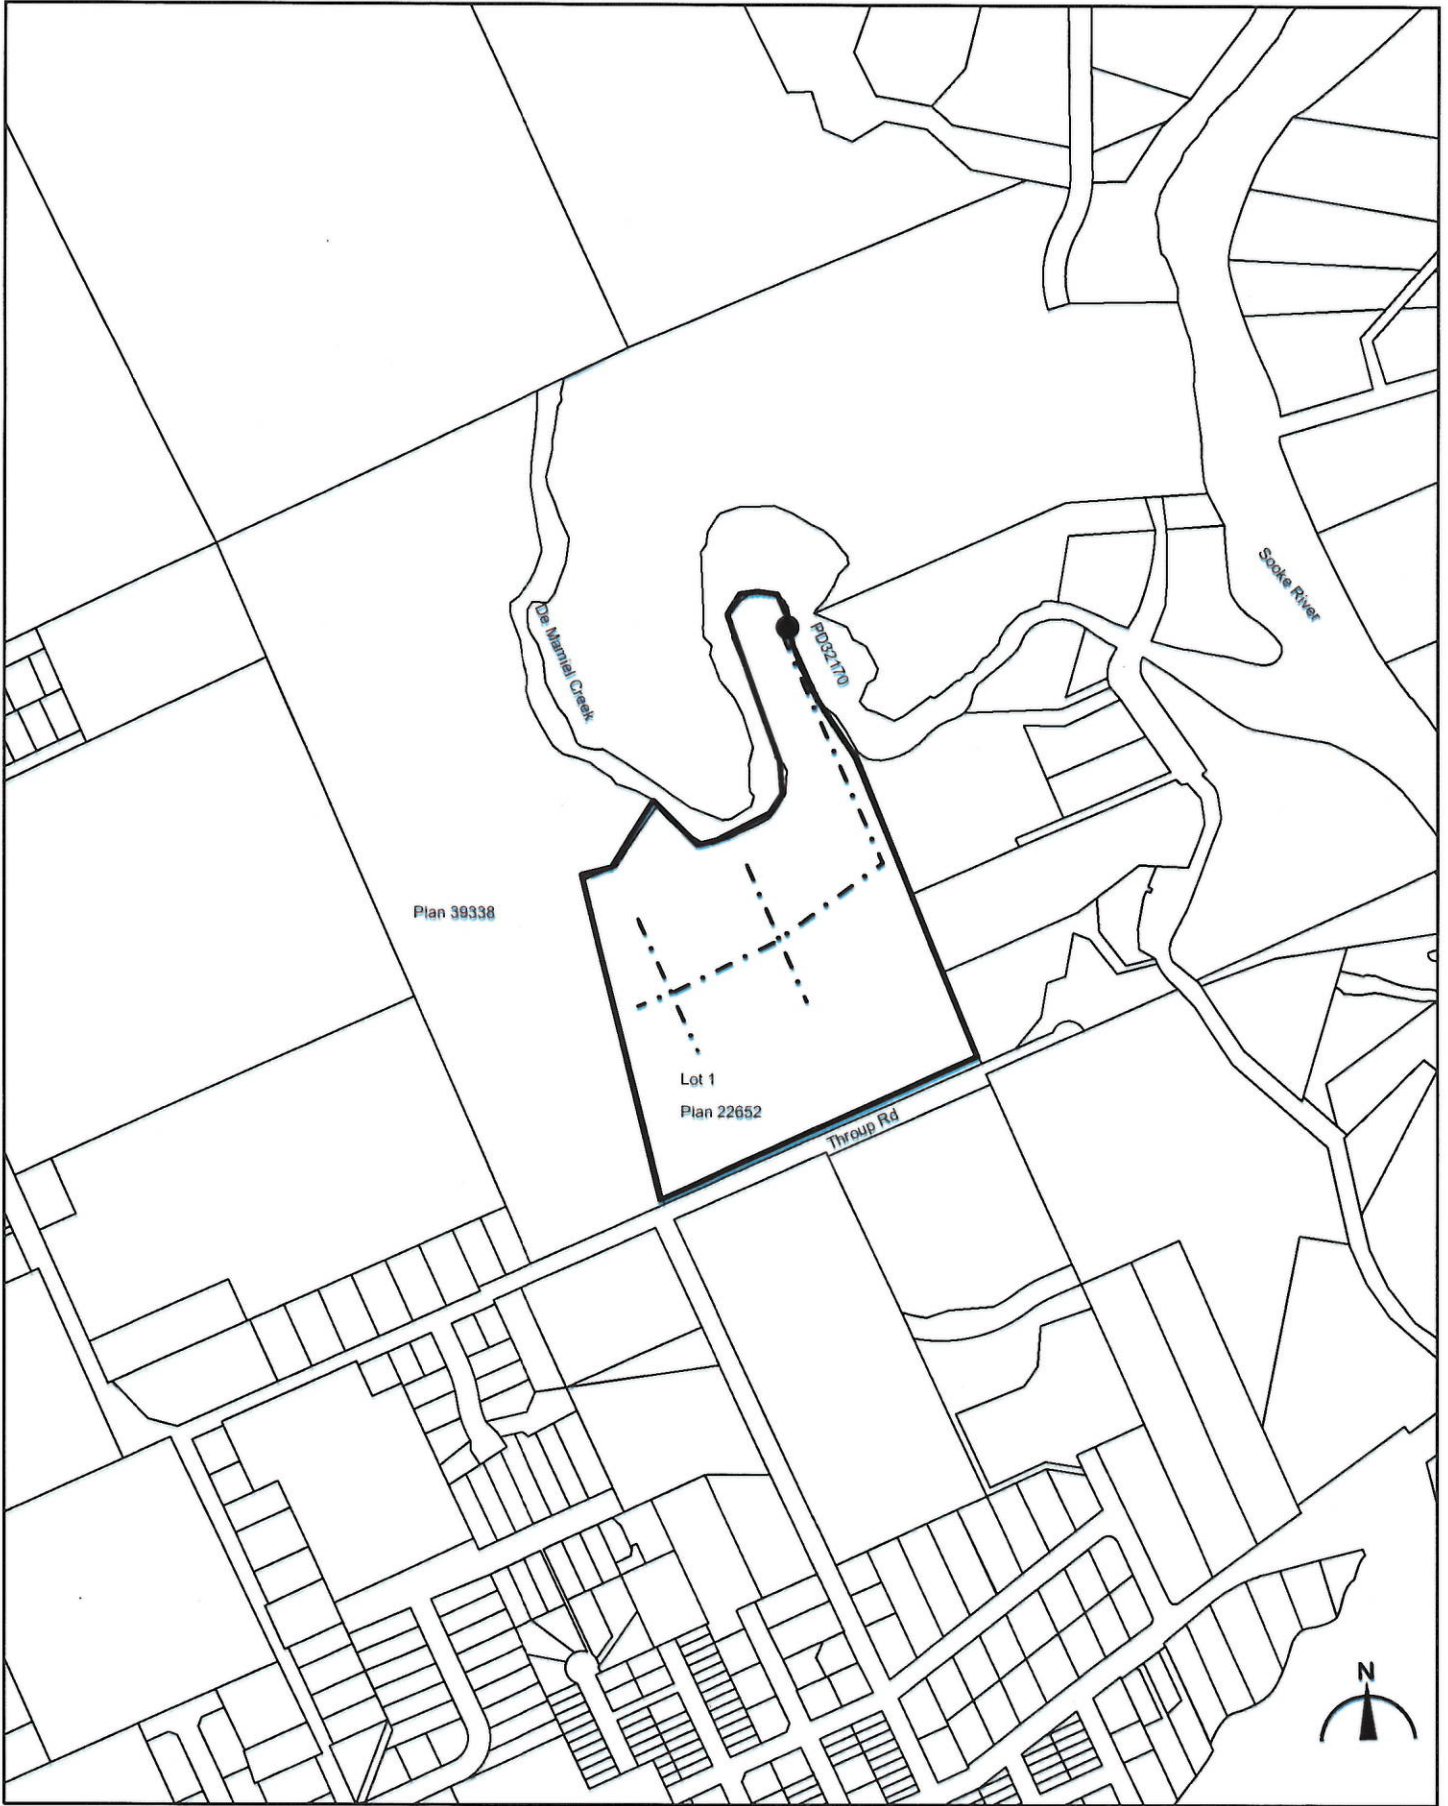 Sooke River
De Mamiel Creek
PD32170
Plan 39338
Lot 1
Plan 22652
Throup Rd
N